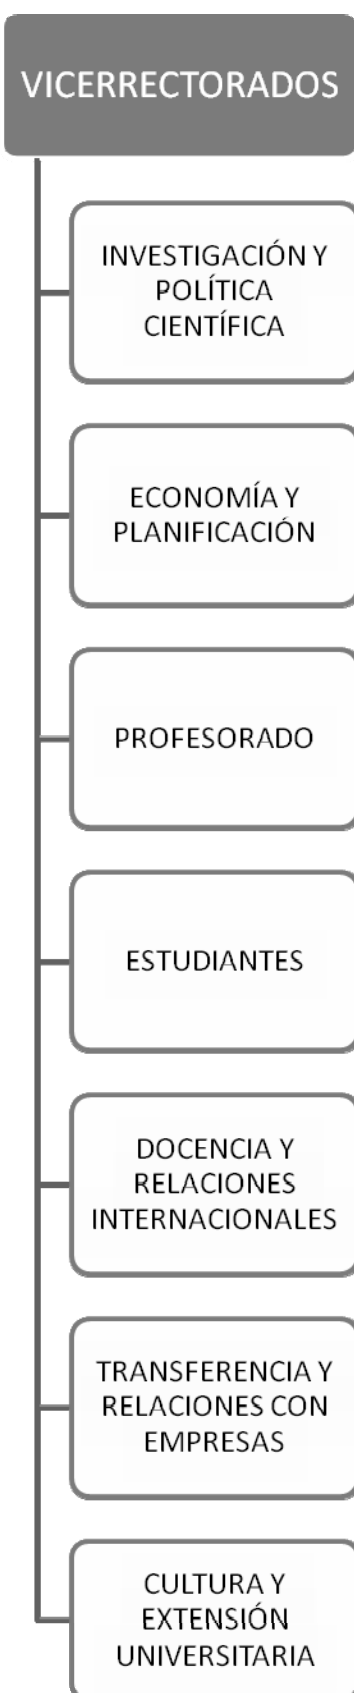 VICERRECTORADOS
INVESTIGACIÓN Y
POLÍTICA
CIENTÍFICA
ECONOMÍA Y
PLANIFICACIÓN
PROFESORADO
ESTUDIANTES
DOCENCIA Y
RELACIONES
INTERNACIONALES
TRANSFERENCIA Y
RELACIONES CON
EMPRESAS
CULTURA Y
EXTENSIÓN
UNIVERSITARIA